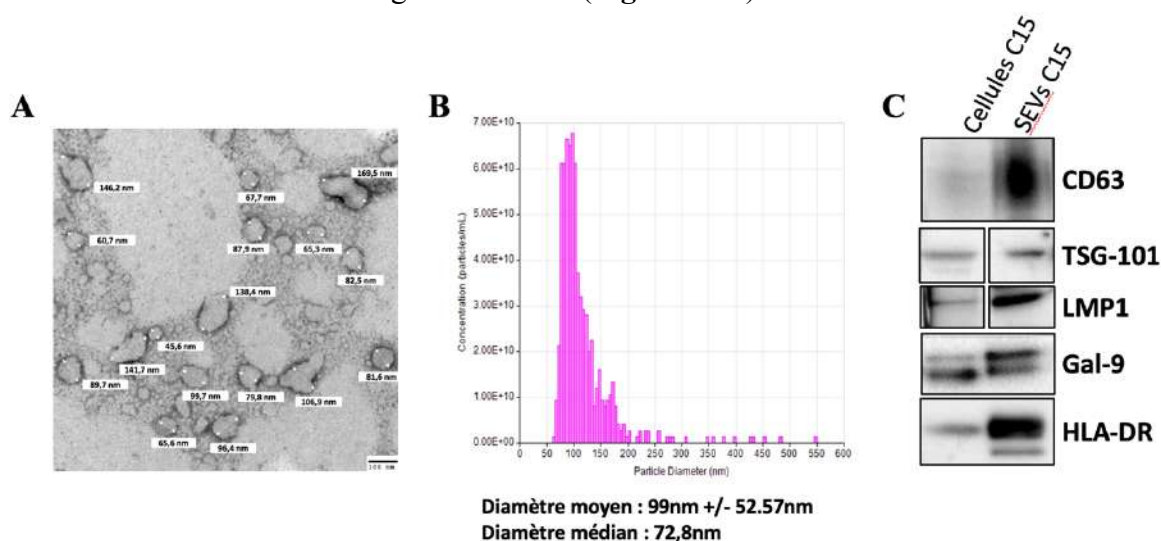 A
146,2 nm
67,7 nm
169,5 nm
60,7 nm
87,9 nm
65,3 nm
82,5 nm
138,4 nm
45,6 nm
141,7 nm
89,7 nm
99,7 nm
79,8 nm
106,9 nm
81,6 nm
65,6 nm
96,4 nm
100 nm
B
Concentration (particles/mL)
7.00E+10
6.00E+10
5.00E+10
4.00E+10
3.00E+10
2.00E+10
1.00E+10
0.00E+00
0 50 100 150 200 250 300 350 400 450 500 550 600
Particle Diameter (nm)
Diamètre moyen : 99nm +/- 52.57nm
Diamètre médian : 72,8nm
C
Cellules C15
SEVs C15
CD63
TSG-101
LMP1
Gal-9
HLA-DR